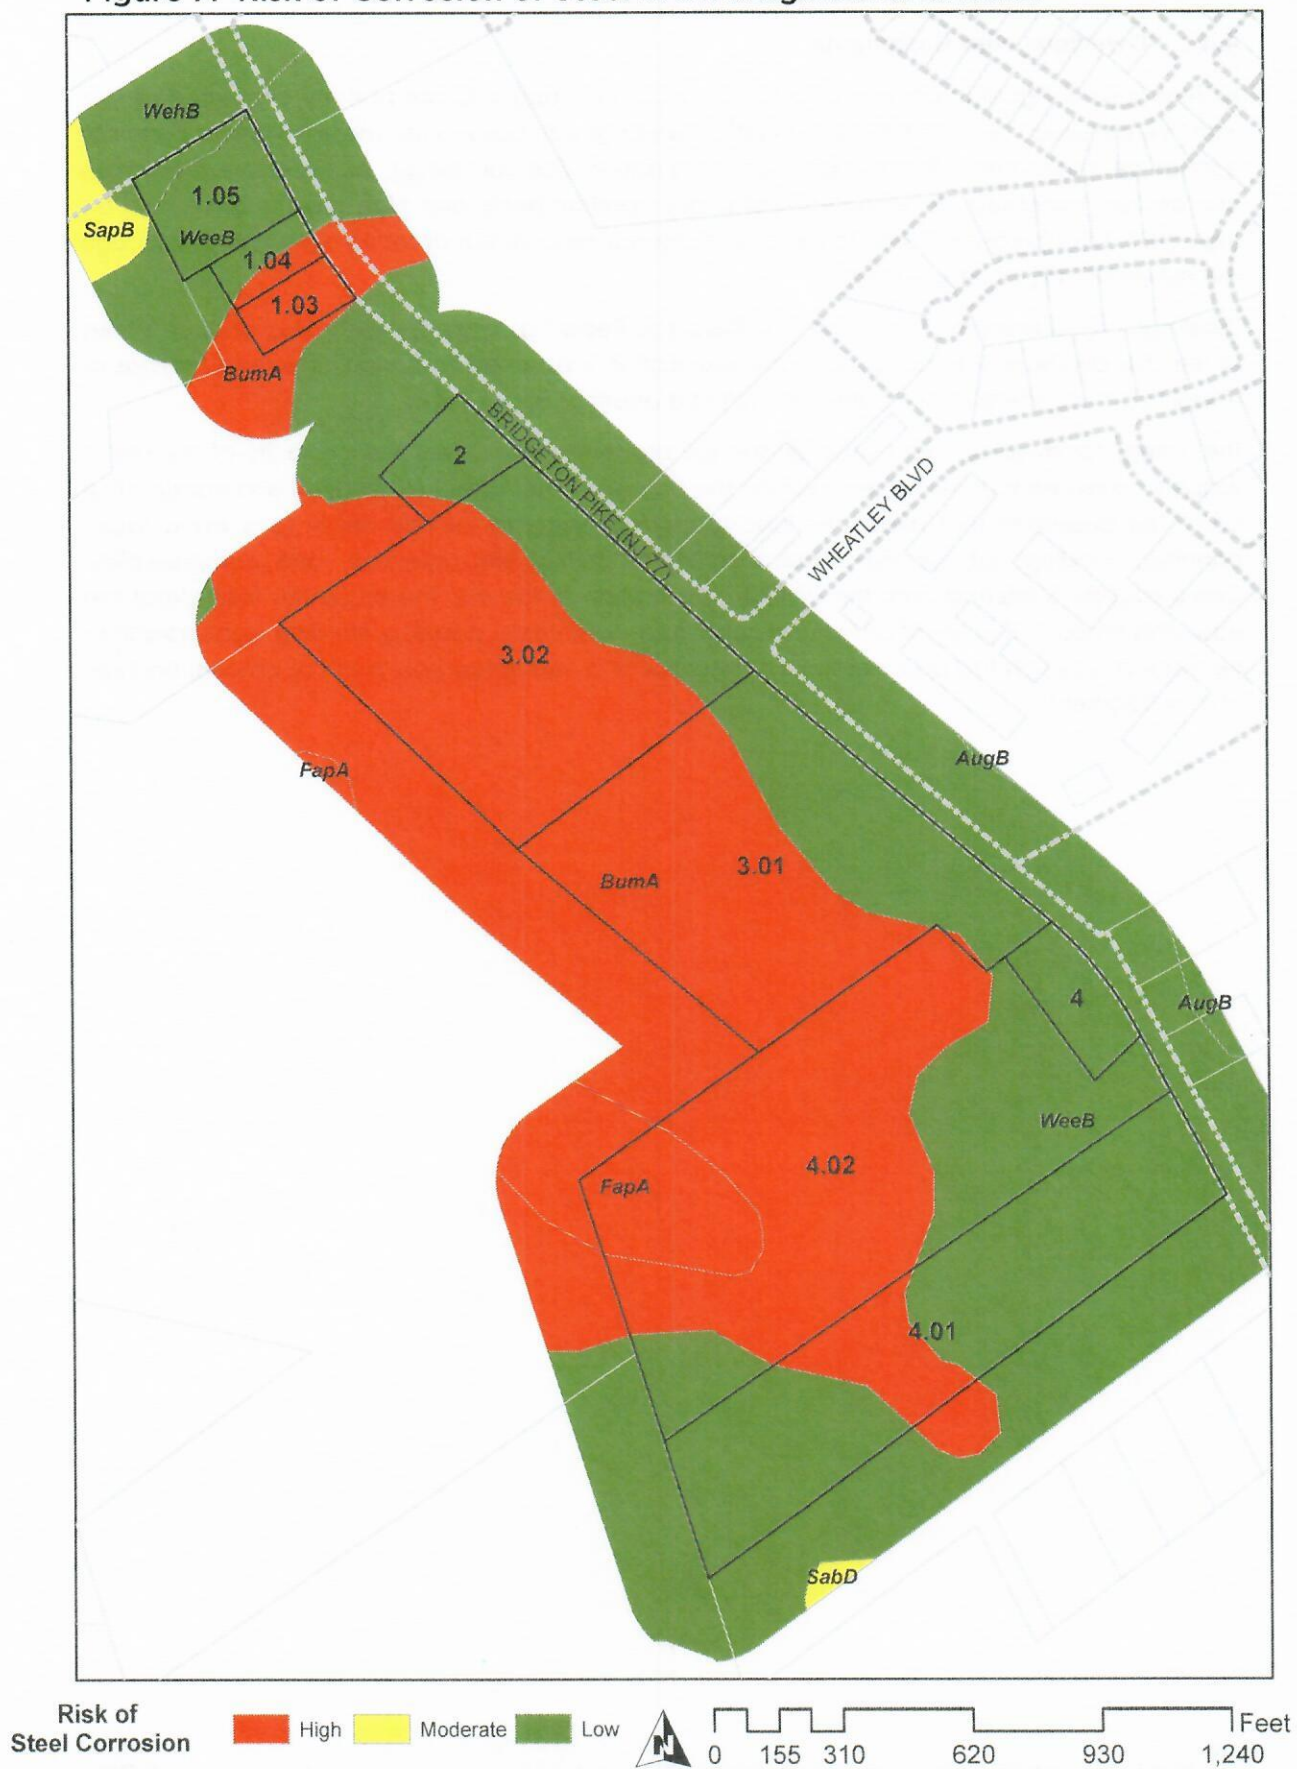 WehB
1.05
SapB
WeeB
1.04
1.03
BumA
2
BRIDGETON PIKE (NJ 77)
WHEATLEY BLVD
3.02
AugB
FapA
3.01
BumA
4
AugB
WeeB
4.02
FapA
4.01
SabD
Risk of
Steel Corrosion
High
Moderate
Low
N
Feet
0 155 310 620 930 1,240